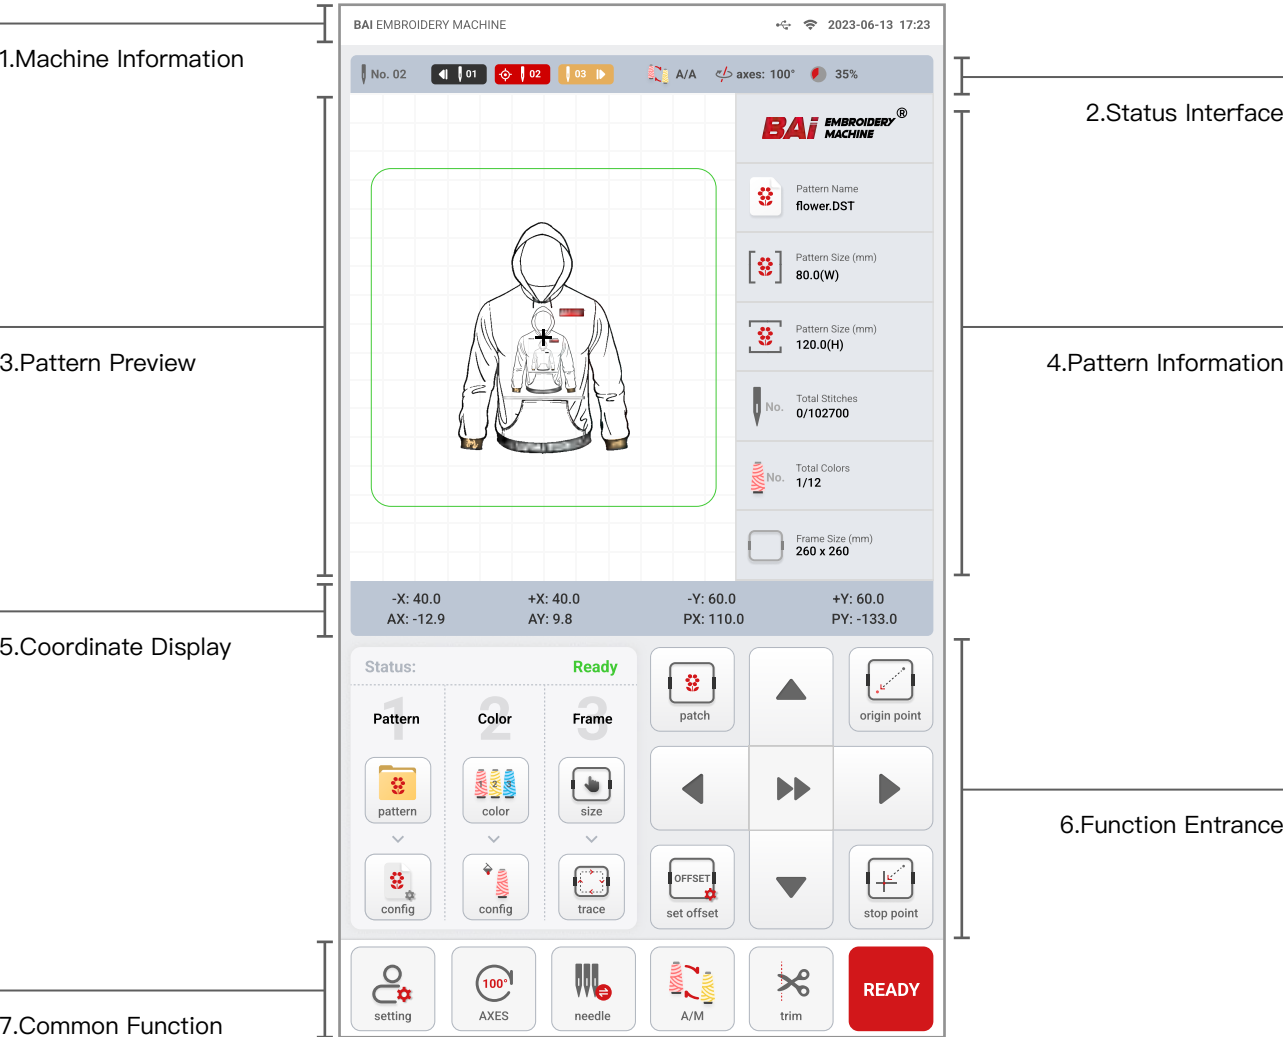 BAI EMBROIDERY MACHINE
2023-06-13 17:23
1.Machine Information
No. 02
01
02
03
A/A
axes: 100°
35%
2.Status Interface
BAi EMBROIDERY MACHINE ®
Pattern Name
flower.DST
Pattern Size (mm)
80.0(W)
Pattern Size (mm)
120.0(H)
3.Pattern Preview
4.Pattern Information
No.
Total Stitches
0/102700
No.
Total Colors
1/12
Frame Size (mm)
260 x 260
-X: 40.0
+X: 40.0
-Y: 60.0
+Y: 60.0
AX: -12.9
AY: 9.8
PX: 110.0
PY: -133.0
5.Coordinate Display
Status:
Ready
1
Pattern
2
Color
3
Frame
pattern
1 2 3
color
size
config
config
trace
patch
origin point
OFFSET
set offset
stop point
6.Function Entrance
7.Common Function
setting
100°
AXES
needle
A/M
trim
READY